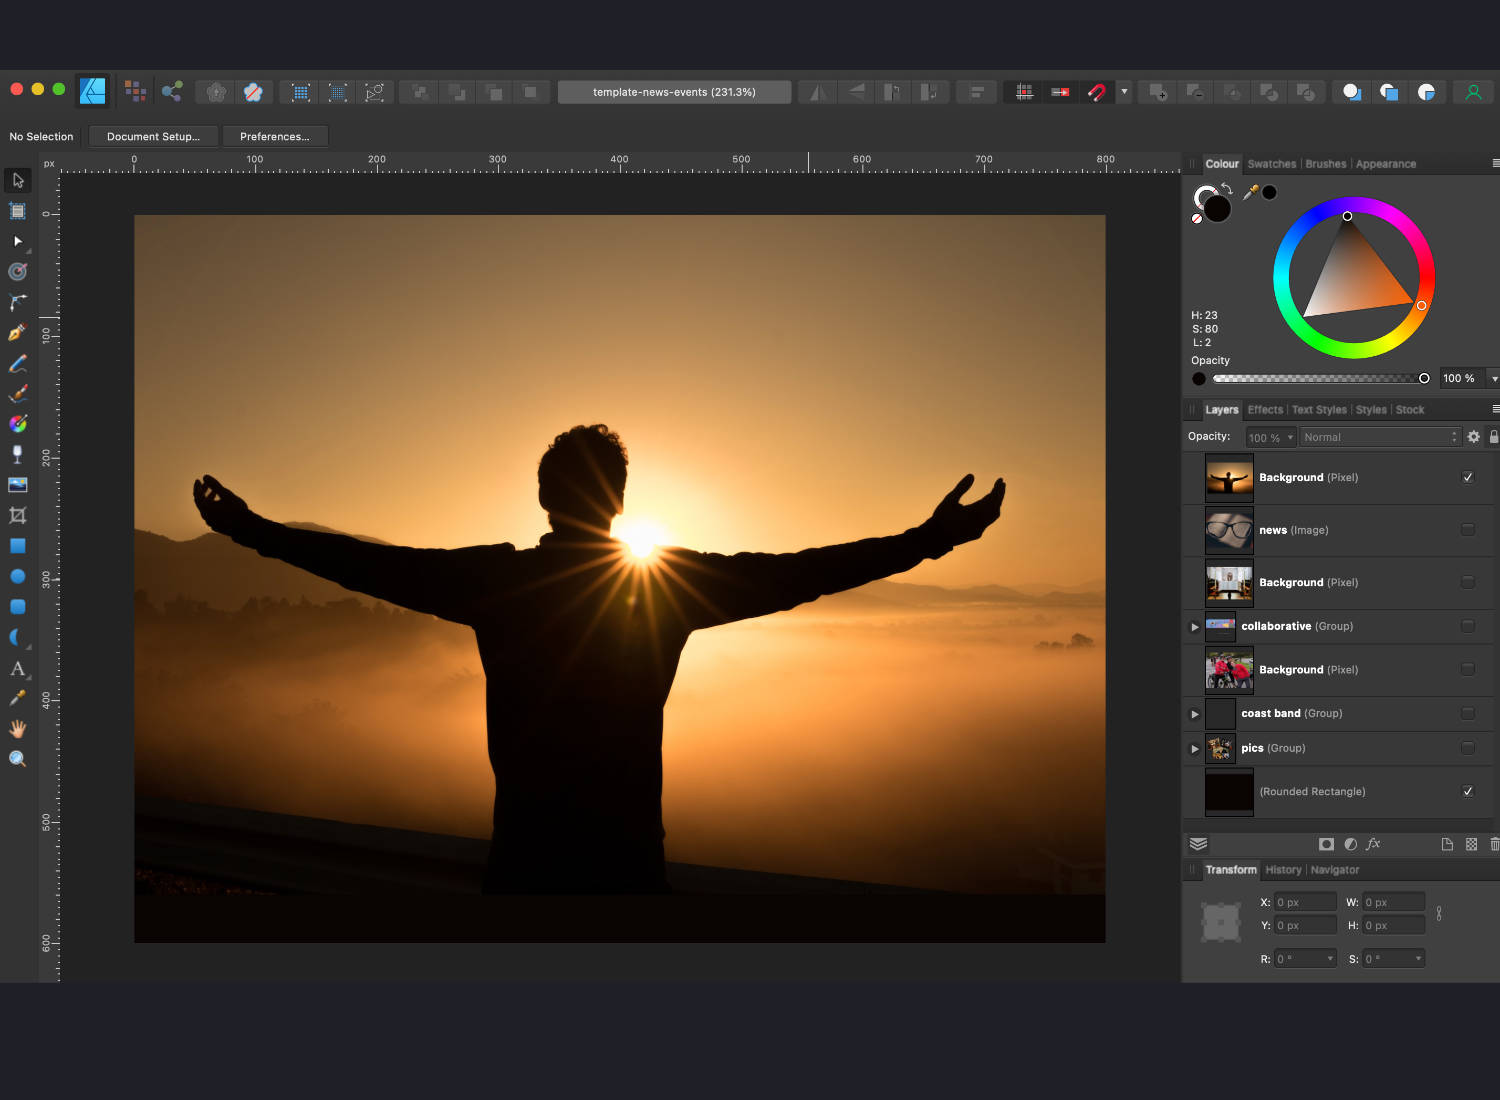 template-news-events (231.3%)
No Selection
Document Setup...
Preferences...
px
0 100 200 300 400 500 600 700 800
0
100
200
300
400
500
600
A
Colour Swatches Brushes Appearance
H: 23
S: 80
L: 2
Opacity
100 %
Layers Effects Text Styles Styles Stock
Opacity: 100 % Normal
Background (Pixel)
news (Image)
Background (Pixel)
collaborative (Group)
Background (Pixel)
coast band (Group)
pics (Group)
(Rounded Rectangle)
fx
Transform History Navigator
X: 0 px W: 0 px
Y: 0 px H: 0 px
R: 0 ° S: 0 °